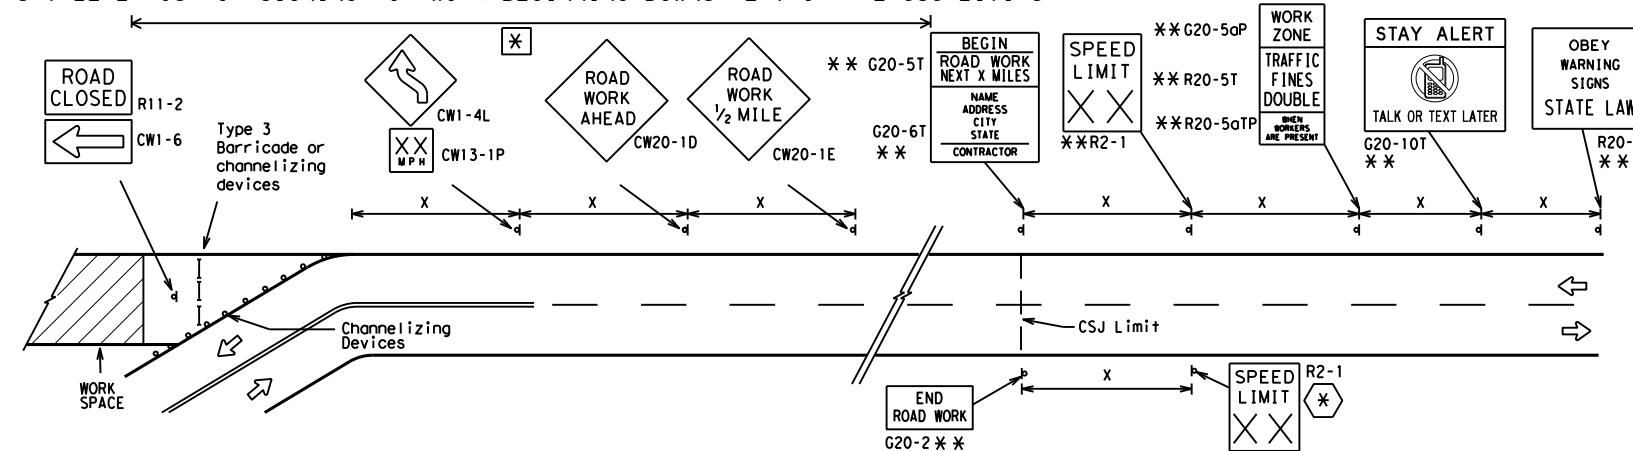 ROAD
CLOSED
R11-2
CW1-6
Type 3
Barricade or
channelizing
devices
CW1-4L
XX
MPH
CW13-1P
*
ROAD
WORK
AHEAD
CW20-1D
ROAD
WORK
1/2 MILE
CW20-1E
** G20-5T
G20-6T
**
BEGIN
ROAD WORK
NEXT X MILES
NAME
ADDRESS
CITY
STATE
CONTRACTOR
SPEED
LIMIT
XX
**R2-1
**G20-5aP
**R20-5T
**R20-5aTP
WORK
ZONE
TRAFFIC
FINES
DOUBLE
WHEN
WORKERS
ARE PRESENT
STAY ALERT
TALK OR TEXT LATER
G20-10T
**
OBEY
WARNING
SIGNS
STATE LAW
R20-
**
X
X
X
X
X
X
X
Channelizing
Devices
CSJ Limit
WORK
SPACE
END
ROAD WORK
G20-2 **
X
SPEED
LIMIT
XX
R2-1
*